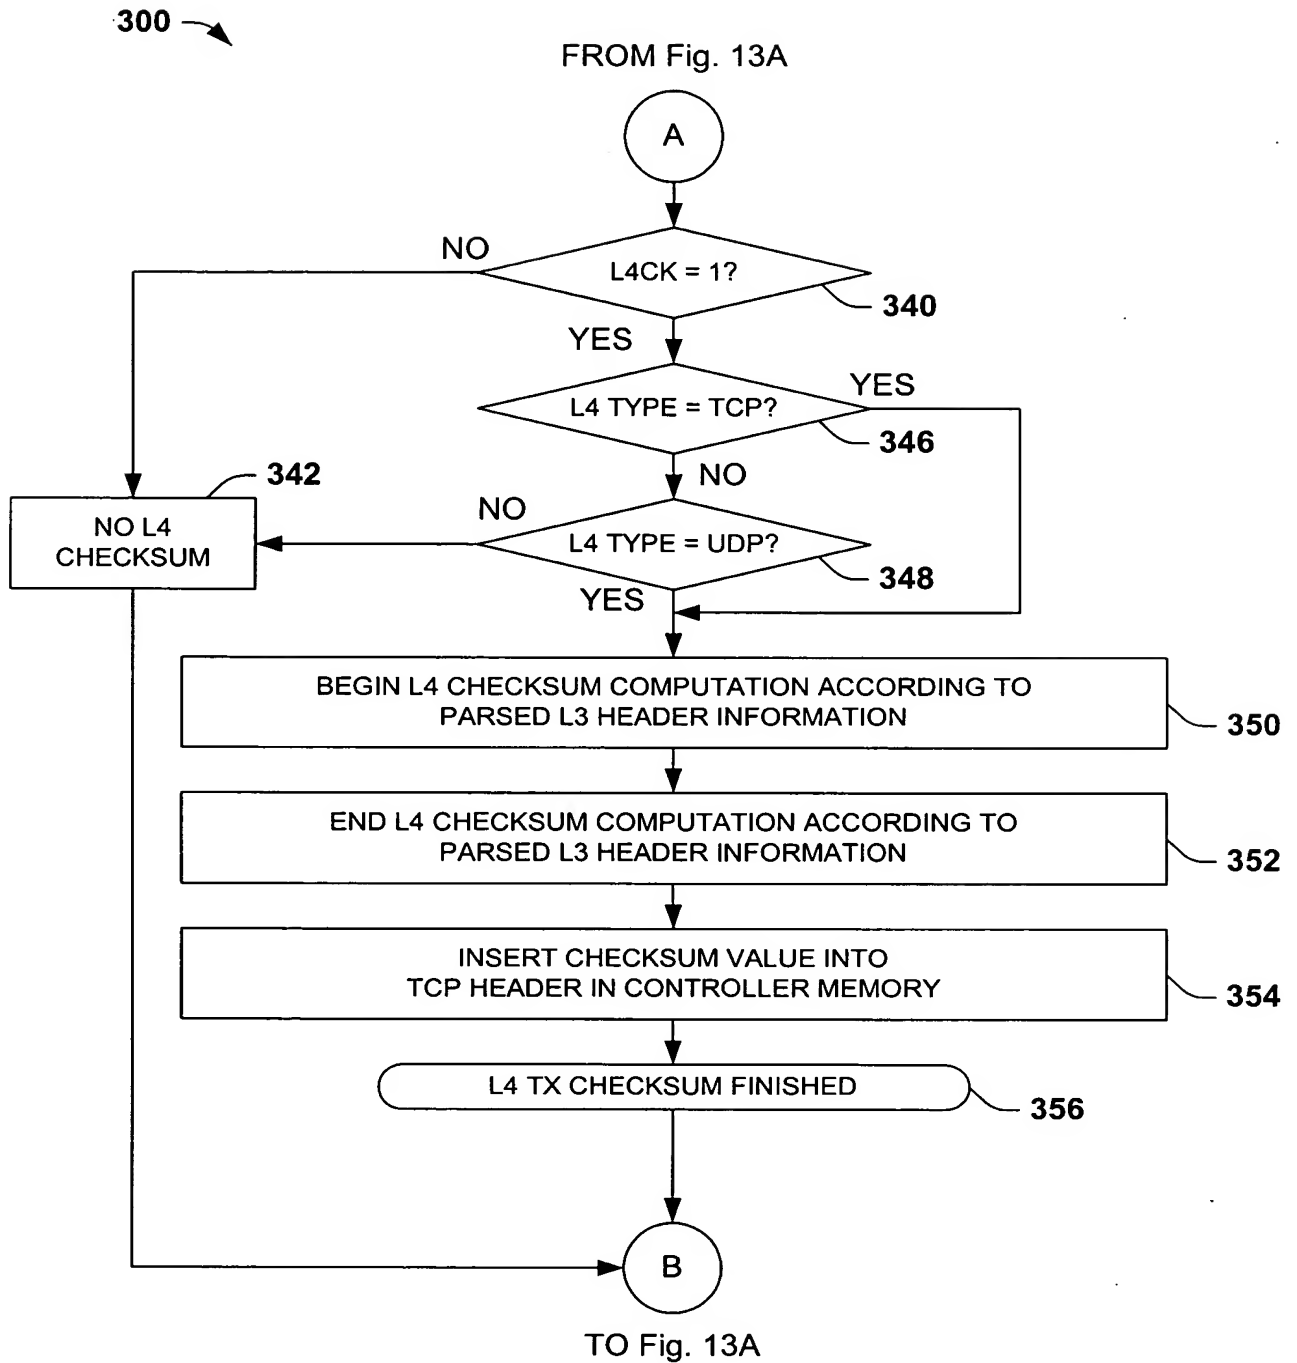 300
FROM Fig. 13A
A
NO
L4CK = 1?
340
YES
L4 TYPE = TCP?
YES
346
NO
342
NO L4
CHECKSUM
NO
L4 TYPE = UDP?
348
YES
BEGIN L4 CHECKSUM COMPUTATION ACCORDING TO
PARSED L3 HEADER INFORMATION
350
END L4 CHECKSUM COMPUTATION ACCORDING TO
PARSED L3 HEADER INFORMATION
352
INSERT CHECKSUM VALUE INTO
TCP HEADER IN CONTROLLER MEMORY
354
L4 TX CHECKSUM FINISHED
356
B
TO Fig. 13A